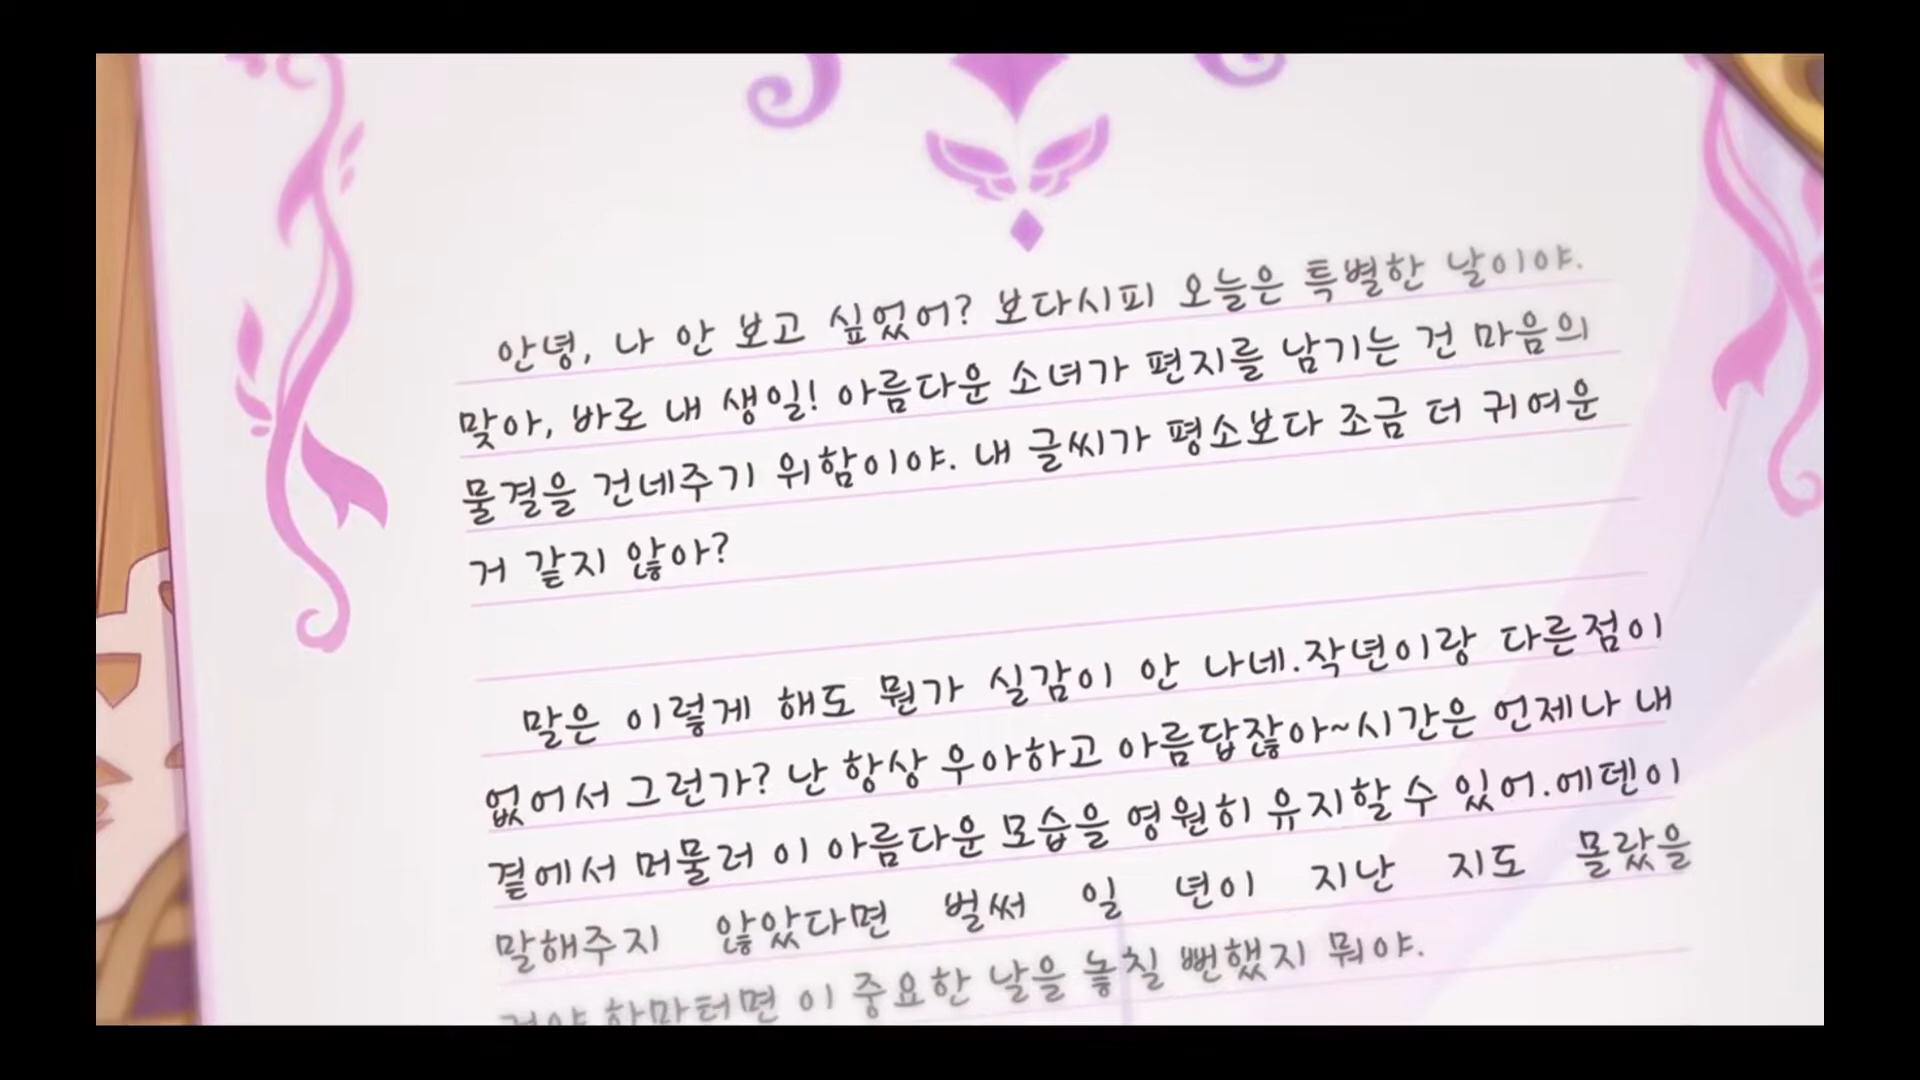 안녕, 나 안 보고 싶었어? 보다시피 오늘은 특별한 날이야.
맞아, 바로 내 생일! 아름다운 소녀가 편지를 남기는 건 마음의
물결을 건네주기 위함이야. 내 글씨가 평소보다 조금 더 귀여운
거 같지 않아?
말은 이렇게 해도 뭔가 실감이 안 나네.작년이랑 다른점이
없어서 그런가? 난 항상 우아하고 아름답잖아~시간은 언제나 내
곁에서 머물러 이 아름다운 모습을 영원히 유지할 수 있어.에덴이
말해주지 않았다면 벌써 일 년이 지난 지도 몰랐을
하마터면 이 중요한 날을 놓칠 뻔했지 뭐야.